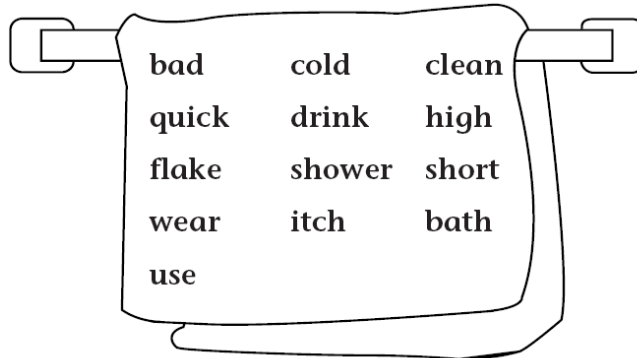 bad cold clean
quick drink high
flake shower short
wear itch bath
use